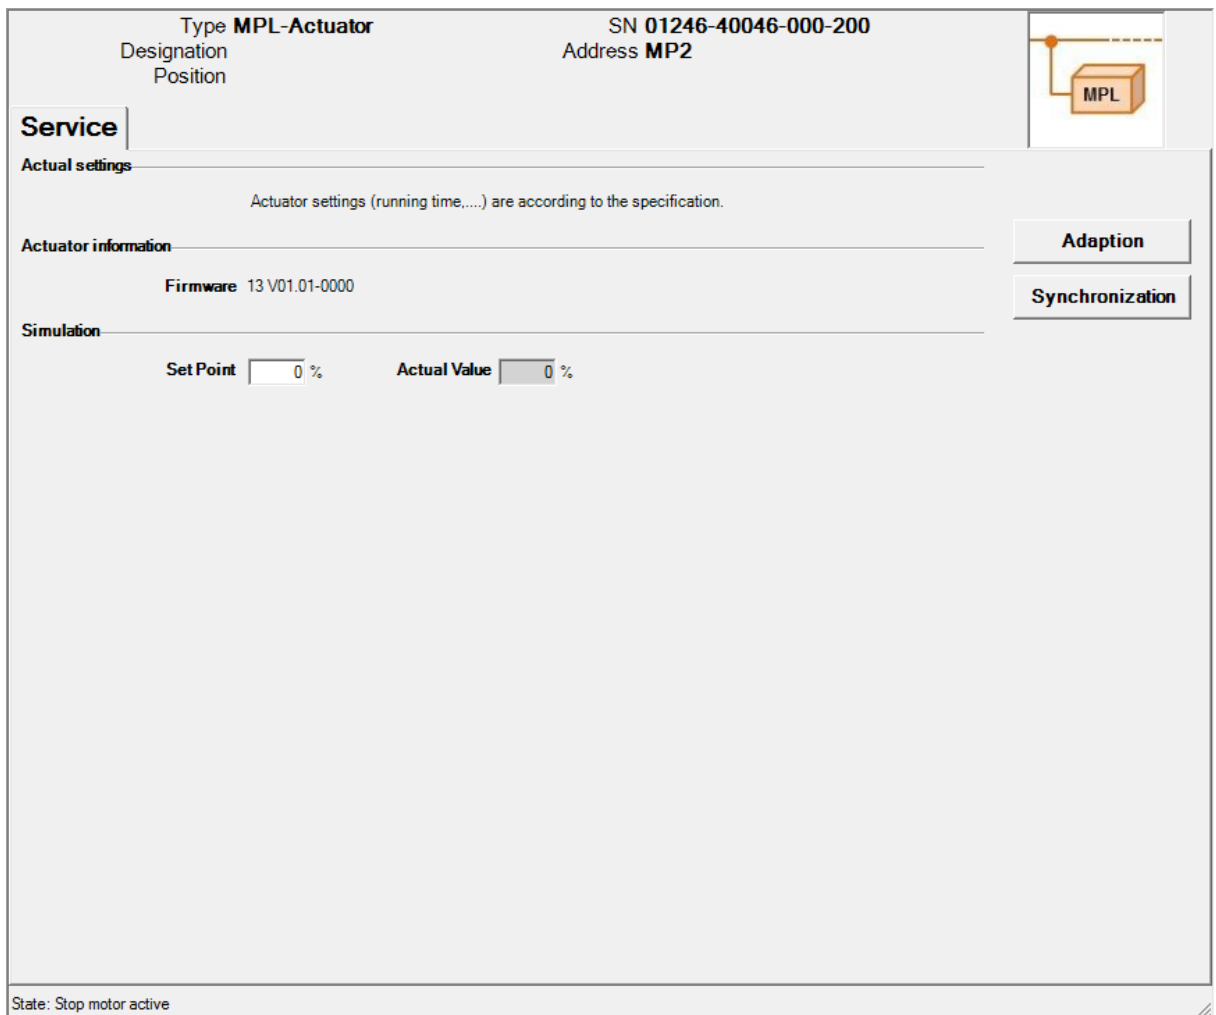 Type MPL-Actuator SN 01246-40046-000-200
Designation Address MP2
Position
MPL
Service
Actual settings
Actuator settings (running time,....) are according to the specification.
Adaption
Actuator information
Firmware 13 V01.01-0000
Synchronization
Simulation
Set Point 0 % Actual Value 0 %
State: Stop motor active